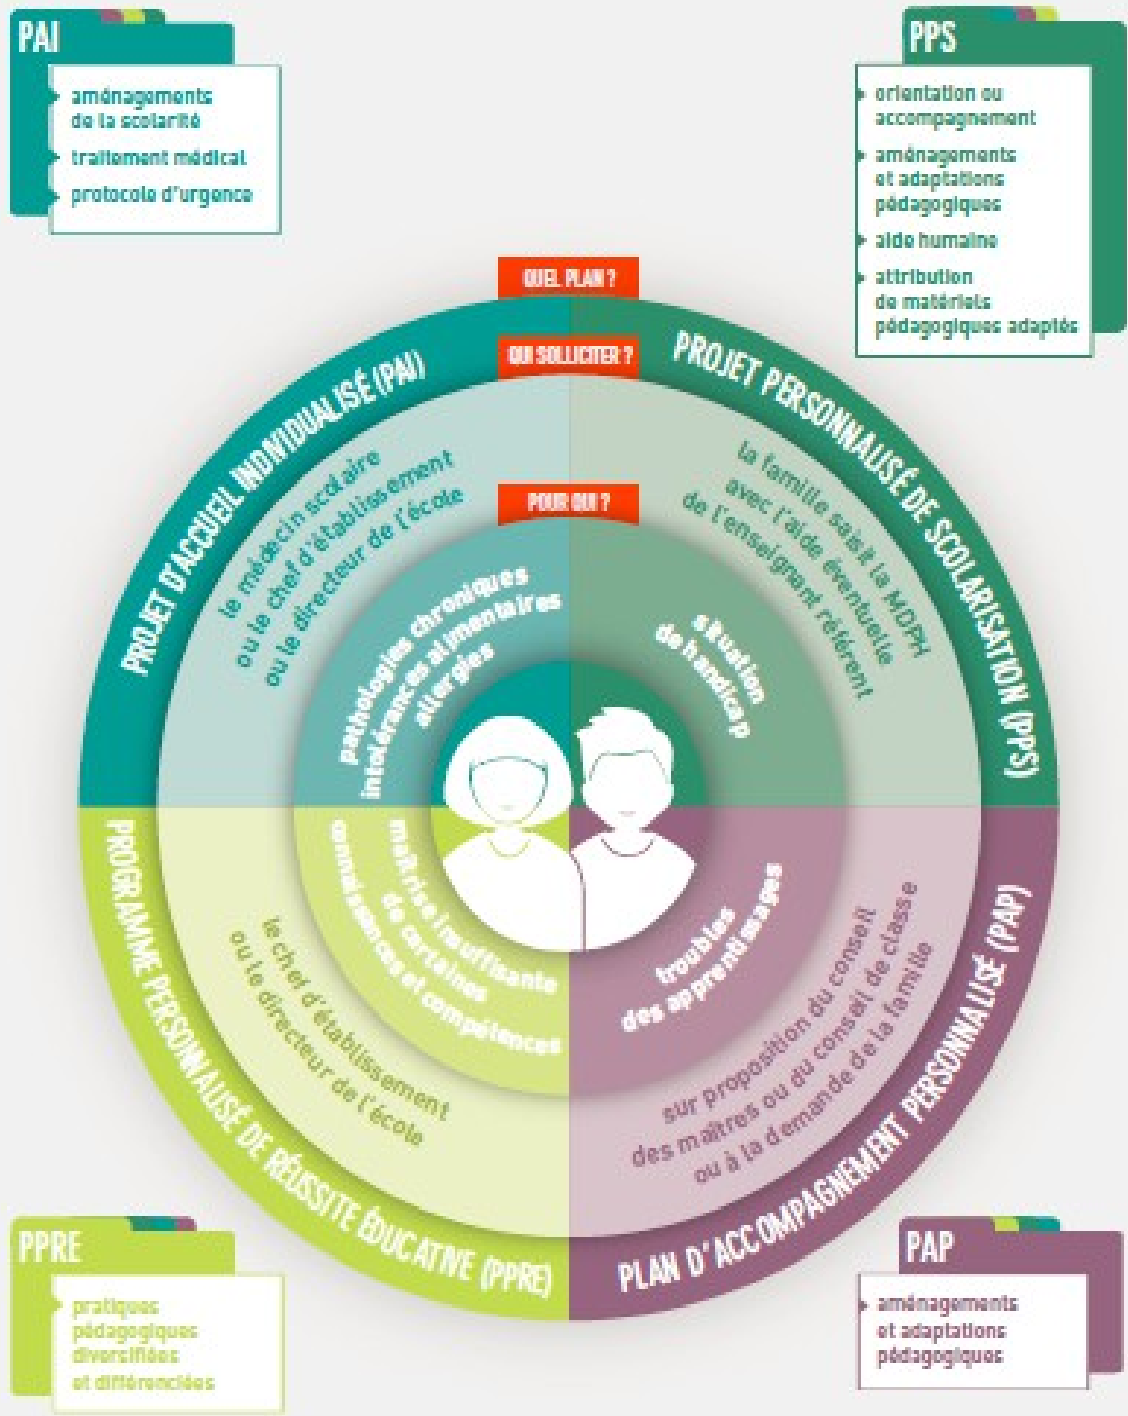 PAI
aménagements
de la scolarité
traitement médical
protocole d'urgence
PPS
orientation ou
accompagnement
aménagements
et adaptations
pédagogiques
aide humaine
attribution
de matériels
pédagogiques adaptés
QUEL PLAN ?
QUI SOLLICITER ?
POUR QUI ?
PROJET D'ACCUEIL INDIVIDUALISÉ (PAI)
le médecin scolaire
ou le chef d'établissement
ou le directeur de l'école
pathologies chroniques
intolérances alimentaires
allergies
PROJET PERSONNALISÉ DE SCOLARISATION (PPS)
la famille saisit la MDPH
avec l'aide éventuelle
de l'enseignant référent
situation
de handicap
PROGRAMME PERSONNALISÉ DE RÉUSSITE ÉDUCATIVE (PPRE)
le chef d'établissement
ou le directeur de l'école
maîtrise insuffisante
de certaines
connaissances et compétences
PLAN D'ACCOMPAGNEMENT PERSONNALISÉ (PAP)
sur proposition du conseil
des maîtres ou du conseil de classe
ou à la demande de la famille
troubles
des apprentissages
PPRE
pratiques
pédagogiques
diversifiées
et différenciées
PAP
aménagements
et adaptations
pédagogiques